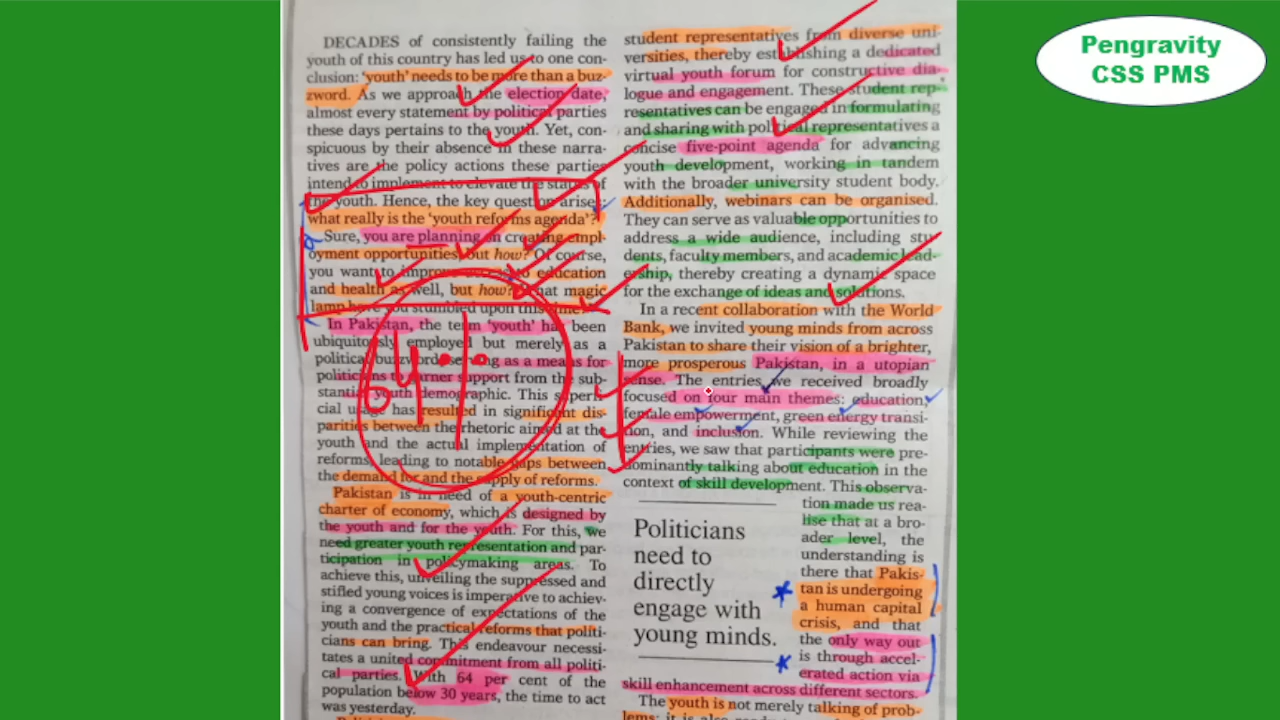 Pengravity
CSS PMS
DECADES of consistently failing the
youth of this country has led us to one con-
clusion: 'youth' needs to be more than a buz-
zword. As we approach the election date,
almost every statement by political parties
these days pertains to the youth. Yet, con-
spicuous by their absence in these narra-
tives are the policy actions these parties
intend to implement to elevate the status of
the youth. Hence, the key question arises:
what really is the 'youth reforms agenda'?
Sure, you are planning on creating empl-
oyment opportunities, but how? Of course,
you want to improve access to education
and health as well, but how? What magic
lamp have you stumbled upon this time?
In Pakistan, the term 'youth' has been
ubiquitously employed but merely as a
political buzzword serving as a means for
politicians to garner support from the sub-
stantial youth demographic. This superfi-
cial usage has resulted in significant dis-
parities between the rhetoric aimed at the
youth and the actual implementation of
reforms, leading to notable gaps between
the demand for and the supply of reforms.
Pakistan is in need of a youth-centric
charter of economy, which is designed by
the youth and for the youth. For this, we
need greater youth representation and par-
ticipation in policymaking areas. To
achieve this, unveiling the suppressed and
stifled young voices is imperative to achiev-
ing a convergence of expectations of the
youth and the practical reforms that politi-
cians can bring. This endeavour necessi-
tates a united commitment from all politi-
cal parties. With 64 per cent of the
population below 30 years, the time to act
was yesterday.
64%
student representatives from diverse uni-
versities, thereby establishing a dedicated
virtual youth forum for constructive dia-
logue and engagement. These student rep-
resentatives can be engaged in formulating
and sharing with political representatives a
concise five-point agenda for advancing
youth development, working in tandem
with the broader university student body.
Additionally, webinars can be organised.
They can serve as valuable opportunities to
address a wide audience, including stu-
dents, faculty members, and academic lead-
ership, thereby creating a dynamic space
for the exchange of ideas and solutions.
In a recent collaboration with the World
Bank, we invited young minds from across
Pakistan to share their vision of a brighter,
more prosperous Pakistan, in a utopian
sense. The entries we received broadly
focused on four main themes: education,
female empowerment, green energy transi-
tion, and inclusion. While reviewing the
entries, we saw that participants were pre-
dominantly talking about education in the
context of skill development. This observa-
tion made us rea-
lise that at a bro-
ader level, the
understanding is
there that Pakis-
tan is undergoing
a human capital
crisis, and that
the only way out
is through accel-
erated action via
skill enhancement across different sectors.
The youth is not merely talking of prob-
Politicians
need to
directly
engage with
young minds.